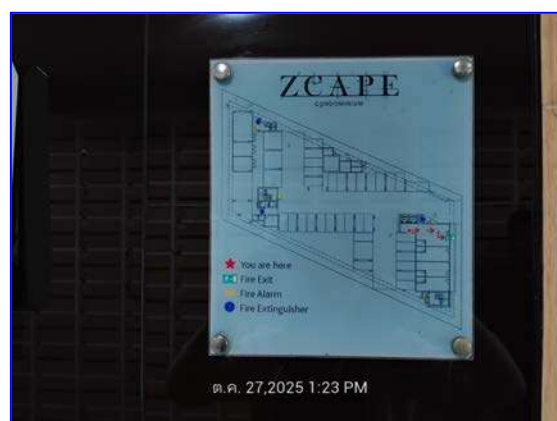 ZCAPE
CONDOMINIUM
You are here
Fire Exit
Fire Alarm
Fire Extinguisher
ต.ค. 27,2025 1:23 PM